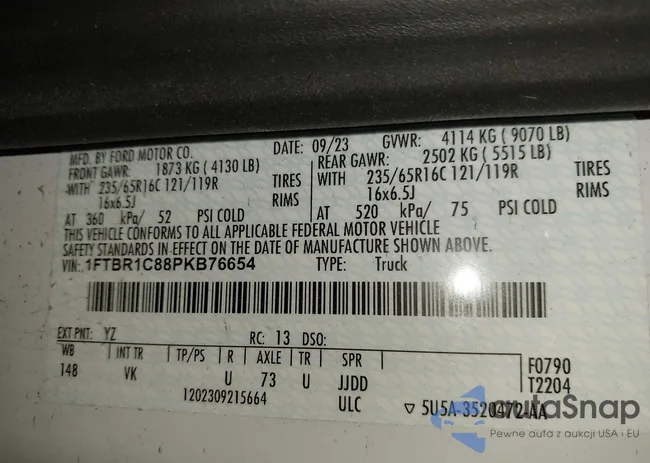 MFD. BY FORD MOTOR CO. DATE: 09/23 GVWR: 4114 KG (9070 LB)
FRONT GAWR: 1873 KG (4130 LB) REAR GAWR: 2502 KG (5515 LB)
WITH 235/65R16C 121/119R TIRES WITH 235/65R16C 121/119R TIRES
16x6.5J RIMS 16x6.5J RIMS
AT 360 kPa/ 52 PSI COLD AT 520 kPa/ 75 PSI COLD
THIS VEHICLE CONFORMS TO ALL APPLICABLE FEDERAL MOTOR VEHICLE
SAFETY STANDARDS IN EFFECT ON THE DATE OF MANUFACTURE SHOWN ABOVE.
VIN: 1FTBR1C88PKB76654 TYPE: Truck
EXT PNT: YZ RC: 13 DSO:
WB INT TR TP/PS R AXLE TR SPR F0790
148 VK U 73 U JJDD T2204
1202309215664 ULC ▽ 5U5A-3520472-AA
autoSnap
Pewne auta z aukcji USA i EU